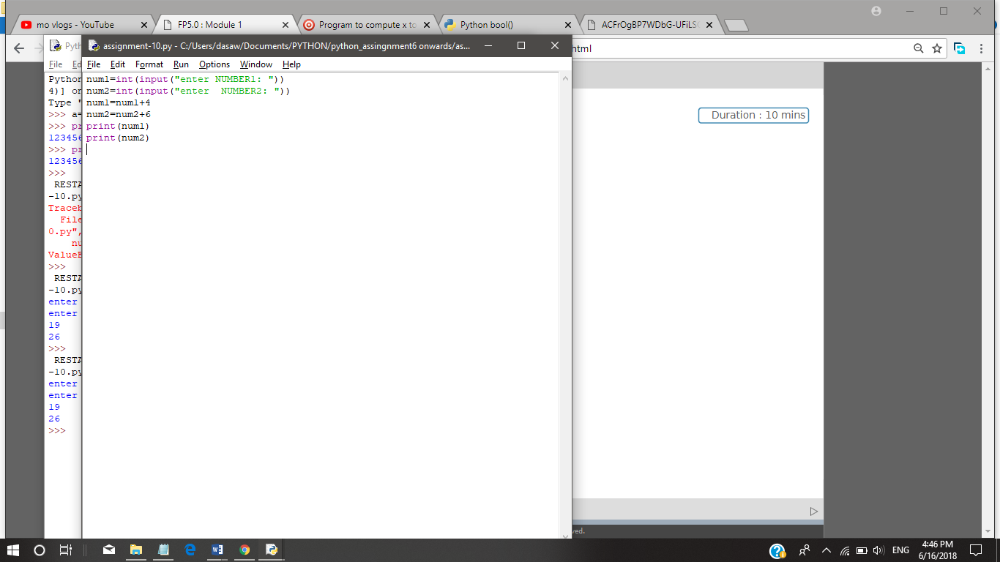 mo vlogs - YouTube
FP5.0 : Module 1
Program to compute x to
Python bool()
ACFrOgBP7WDbG-UFiLS
html
Pyth
assignment-10.py - C:/Users/dasaw/Documents/PYTHON/python_assingnment6 onwards/as...
File Ed
File Edit Format Run Options Window Help
Python
4)] on
Type "
>>> a=
>>> pr
123456
>>> pr
123456
>>>
RESTA
-10.py
Traceb
File
0.py",
nu
ValueE
>>>
RESTA
-10.py
enter
enter
19
26
>>>
RESTA
-10.py
enter
enter
19
26
>>>
num1=int(input("enter NUMBER1: "))
num2=int(input("enter  NUMBER2: "))
num1=num1+4
num2=num2+6
print(num1)
print(num2)
Duration : 10 mins
ved.
ENG
4:46 PM
6/16/2018